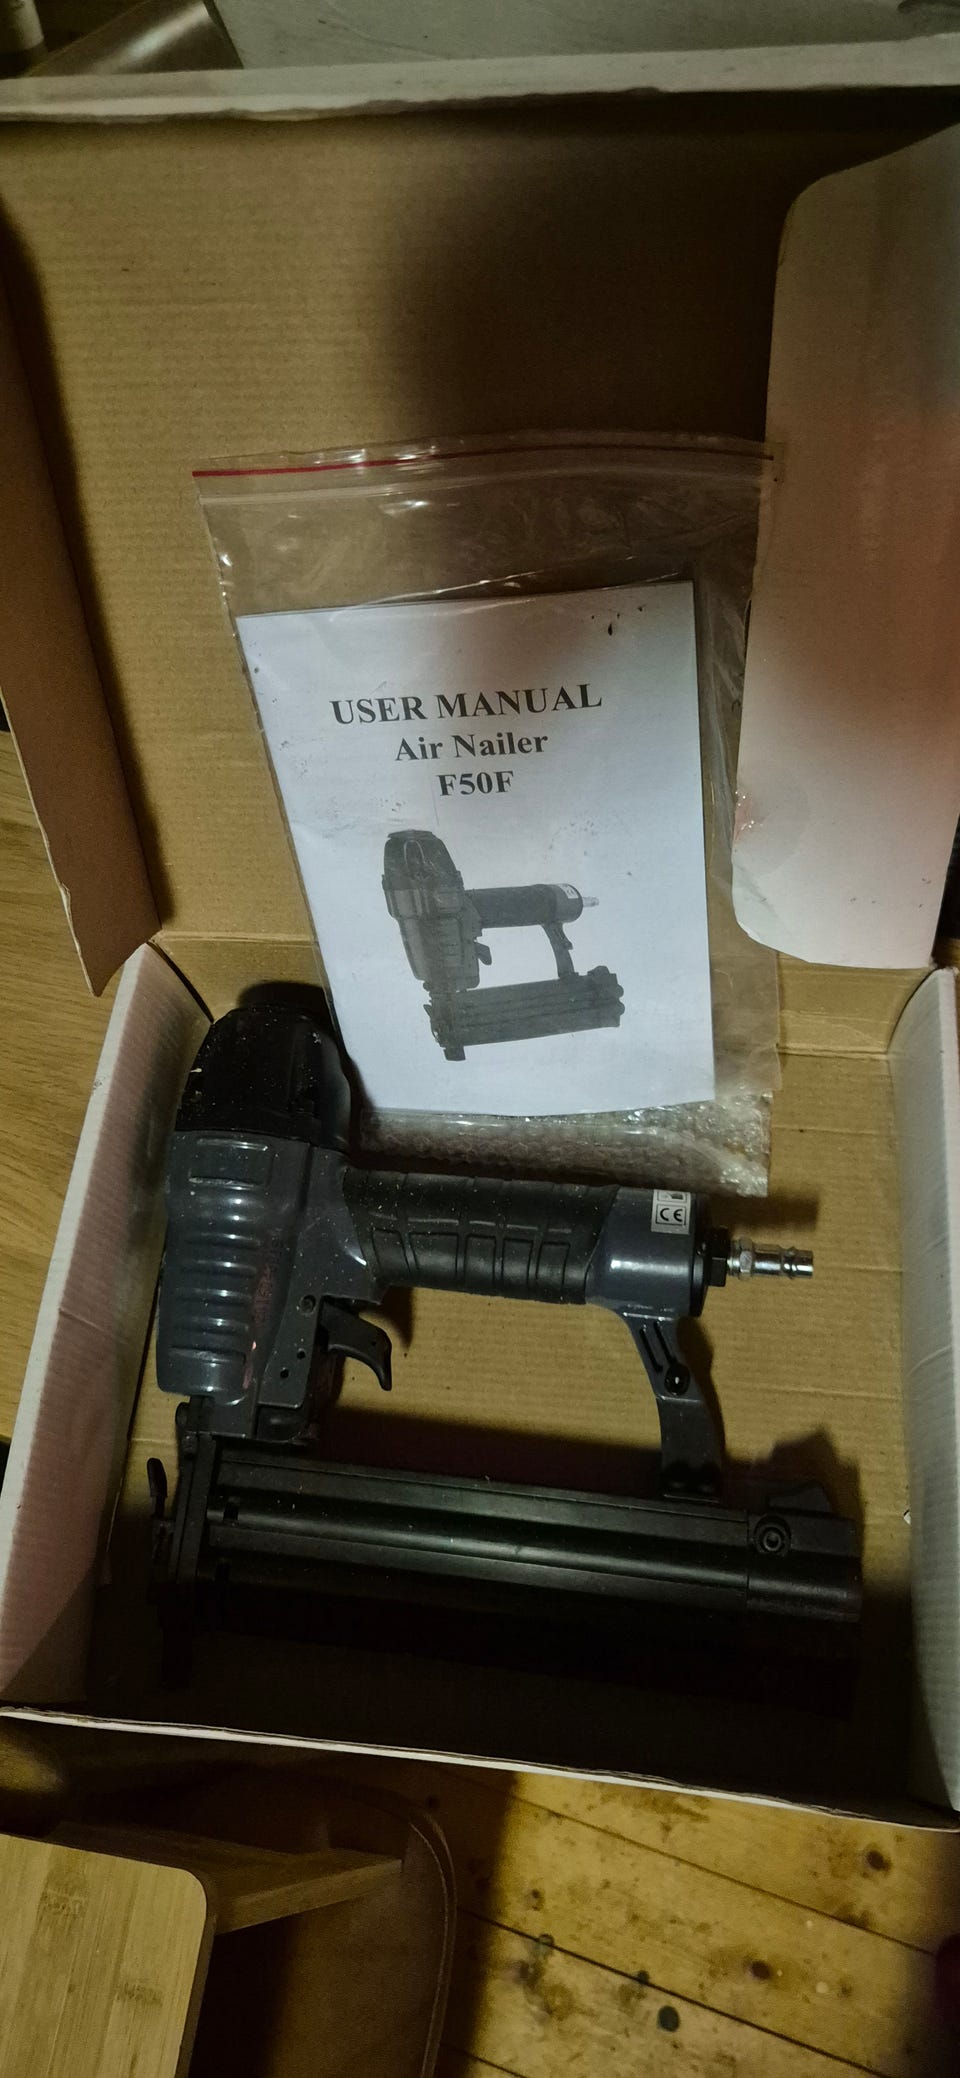 USER MANUAL
Air Nailer
F50F
CE